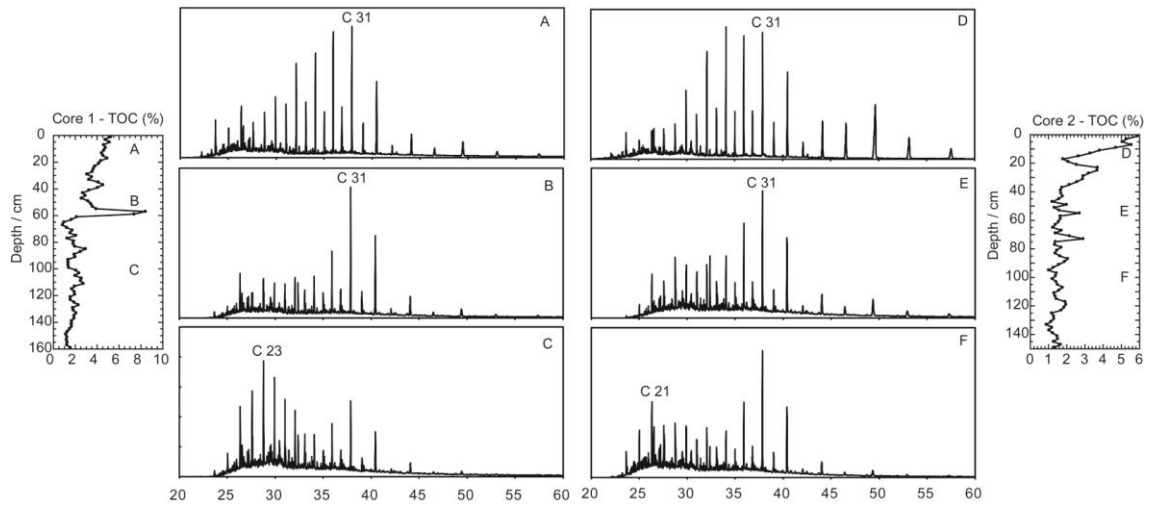 C 31
A
C 31
D
Core 1 - TOC (%)
0
20
40
60
80
100
120
140
160
Depth / cm
A
B
C
0 2 4 6 8 10
C 31
B
C 31
E
Core 2 - TOC (%)
0
20
40
60
80
100
120
140
Depth / cm
D
E
F
0 1 2 3 4 5 6
C 23
C
C 21
F
20 25 30 35 40 45 50 55 60
20 25 30 35 40 45 50 55 60